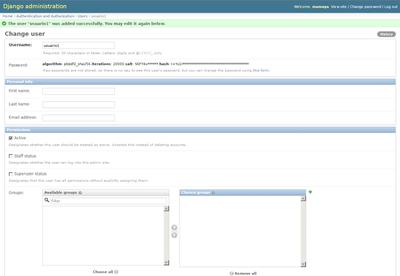 Django administration
Welcome, View site / Change password / Log out
Home › Authentication and Authorization › Users › usuario1
The user "usuario1" was added successfully. You may edit it again below.
Change user
History
Username:
usuario1
Required. 30 characters or fewer. Letters, digits and @/./+/-/_ only.
Password:
algorithm: pbkdf2_sha256 iterations: 20000 salt: hash:
Raw passwords are not stored, so there is no way to see this user's password, but you can change the password using this form.
Personal info
First name:
Last name:
Email address:
Permissions
Active
Designates whether this user should be treated as active. Unselect this instead of deleting accounts.
Staff status
Designates whether the user can log into this admin site.
Superuser status
Designates that this user has all permissions without explicitly assigning them.
Groups:
Available groups
Chosen groups
Filter
Choose all
Remove all